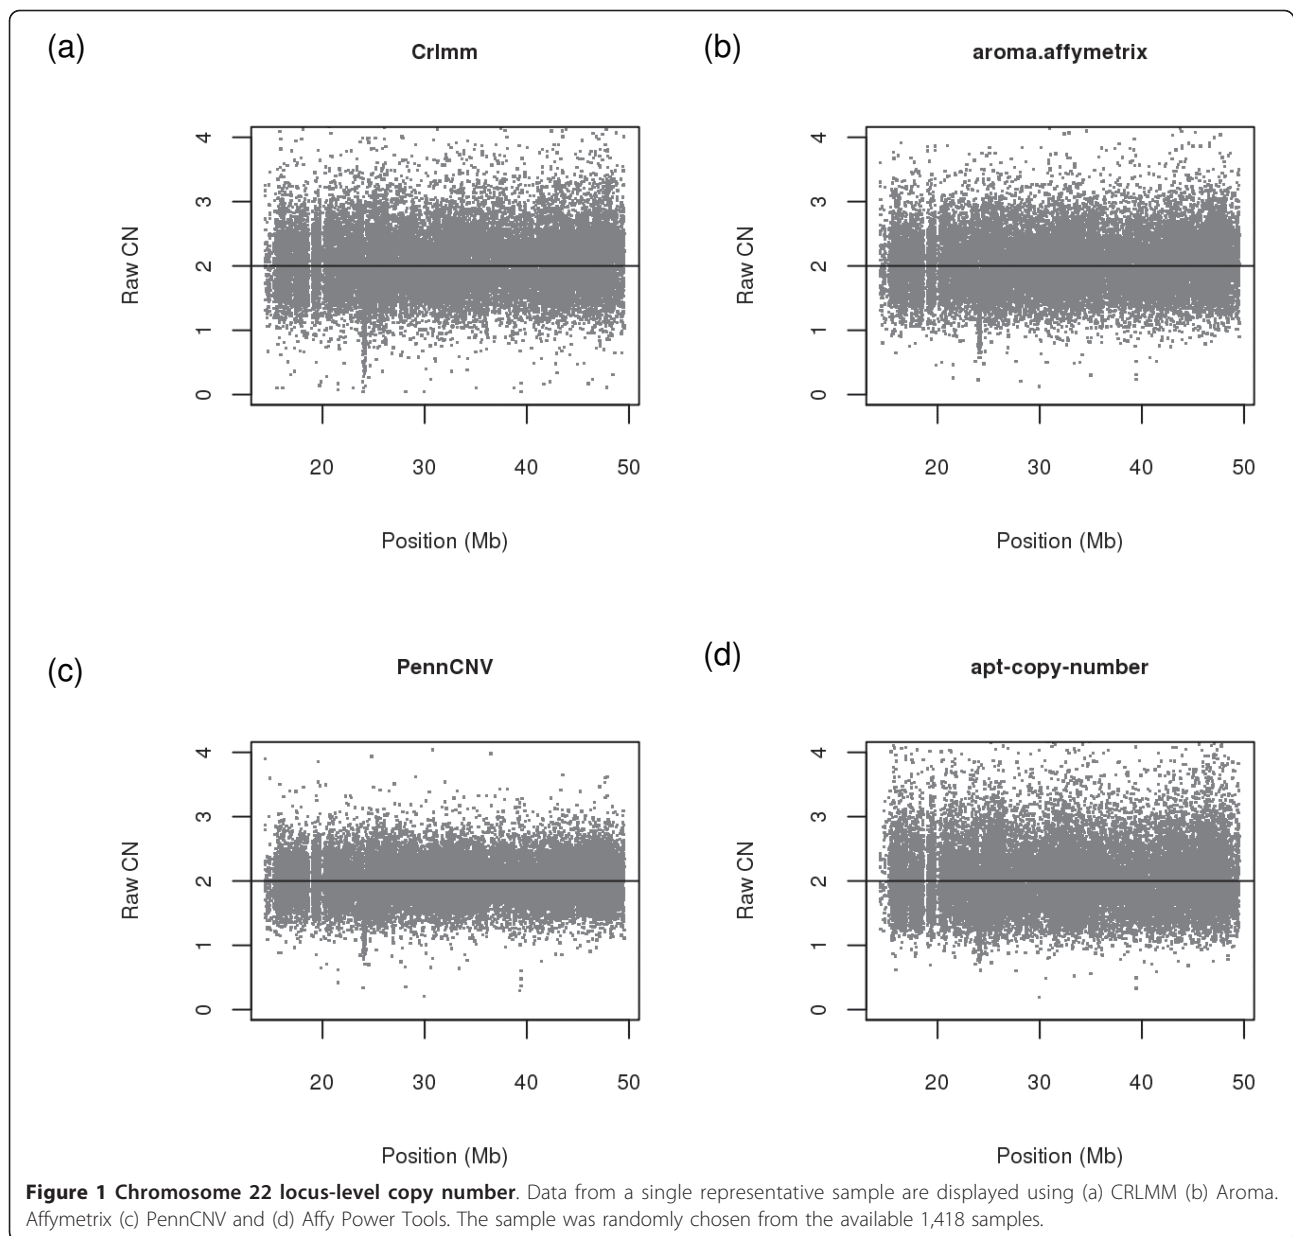 (a)
Crlmm
4
3
2
1
0
Raw CN
20 30 40 50
Position (Mb)
(b)
aroma.affymetrix
4
3
2
1
0
Raw CN
20 30 40 50
Position (Mb)
(c)
PennCNV
4
3
2
1
0
Raw CN
20 30 40 50
Position (Mb)
(d)
apt-copy-number
4
3
2
1
0
Raw CN
20 30 40 50
Position (Mb)
Figure 1 Chromosome 22 locus-level copy number. Data from a single representative sample are displayed using (a) CRLMM (b) Aroma.
Affymetrix (c) PennCNV and (d) Affy Power Tools. The sample was randomly chosen from the available 1,418 samples.